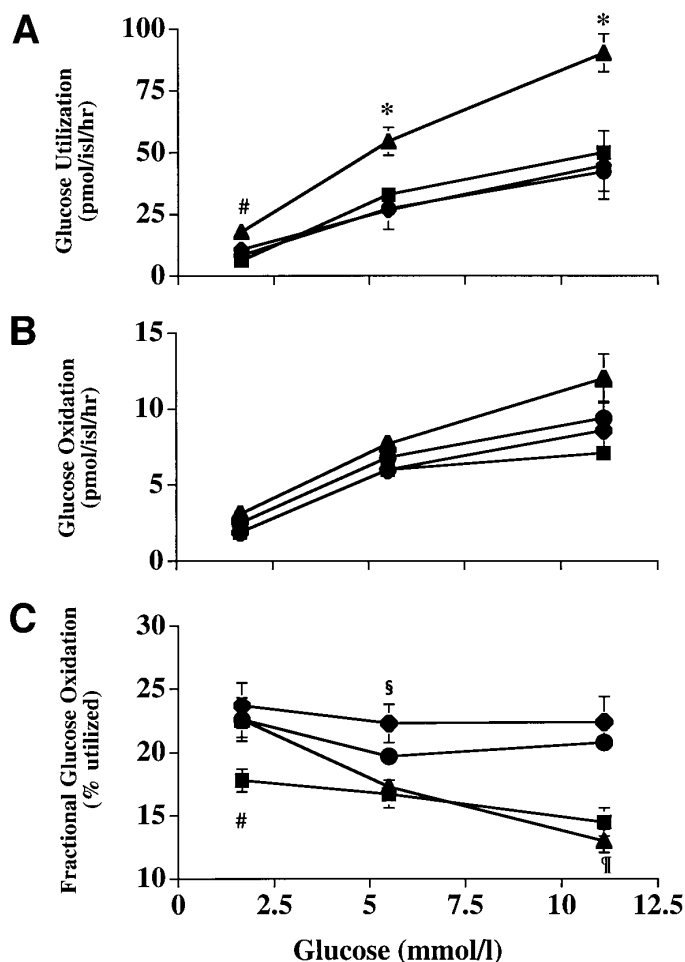 A
Glucose Utilization
(pmol/isl/hr)
100
75
50
25
0
#
*
*
B
Glucose Oxidation
(pmol/isl/hr)
15
10
5
0
C
Fractional Glucose Oxidation
(% utilized)
30
25
20
15
10
#
§
¶
0 2.5 5 7.5 10 12.5
Glucose (mmol/l)